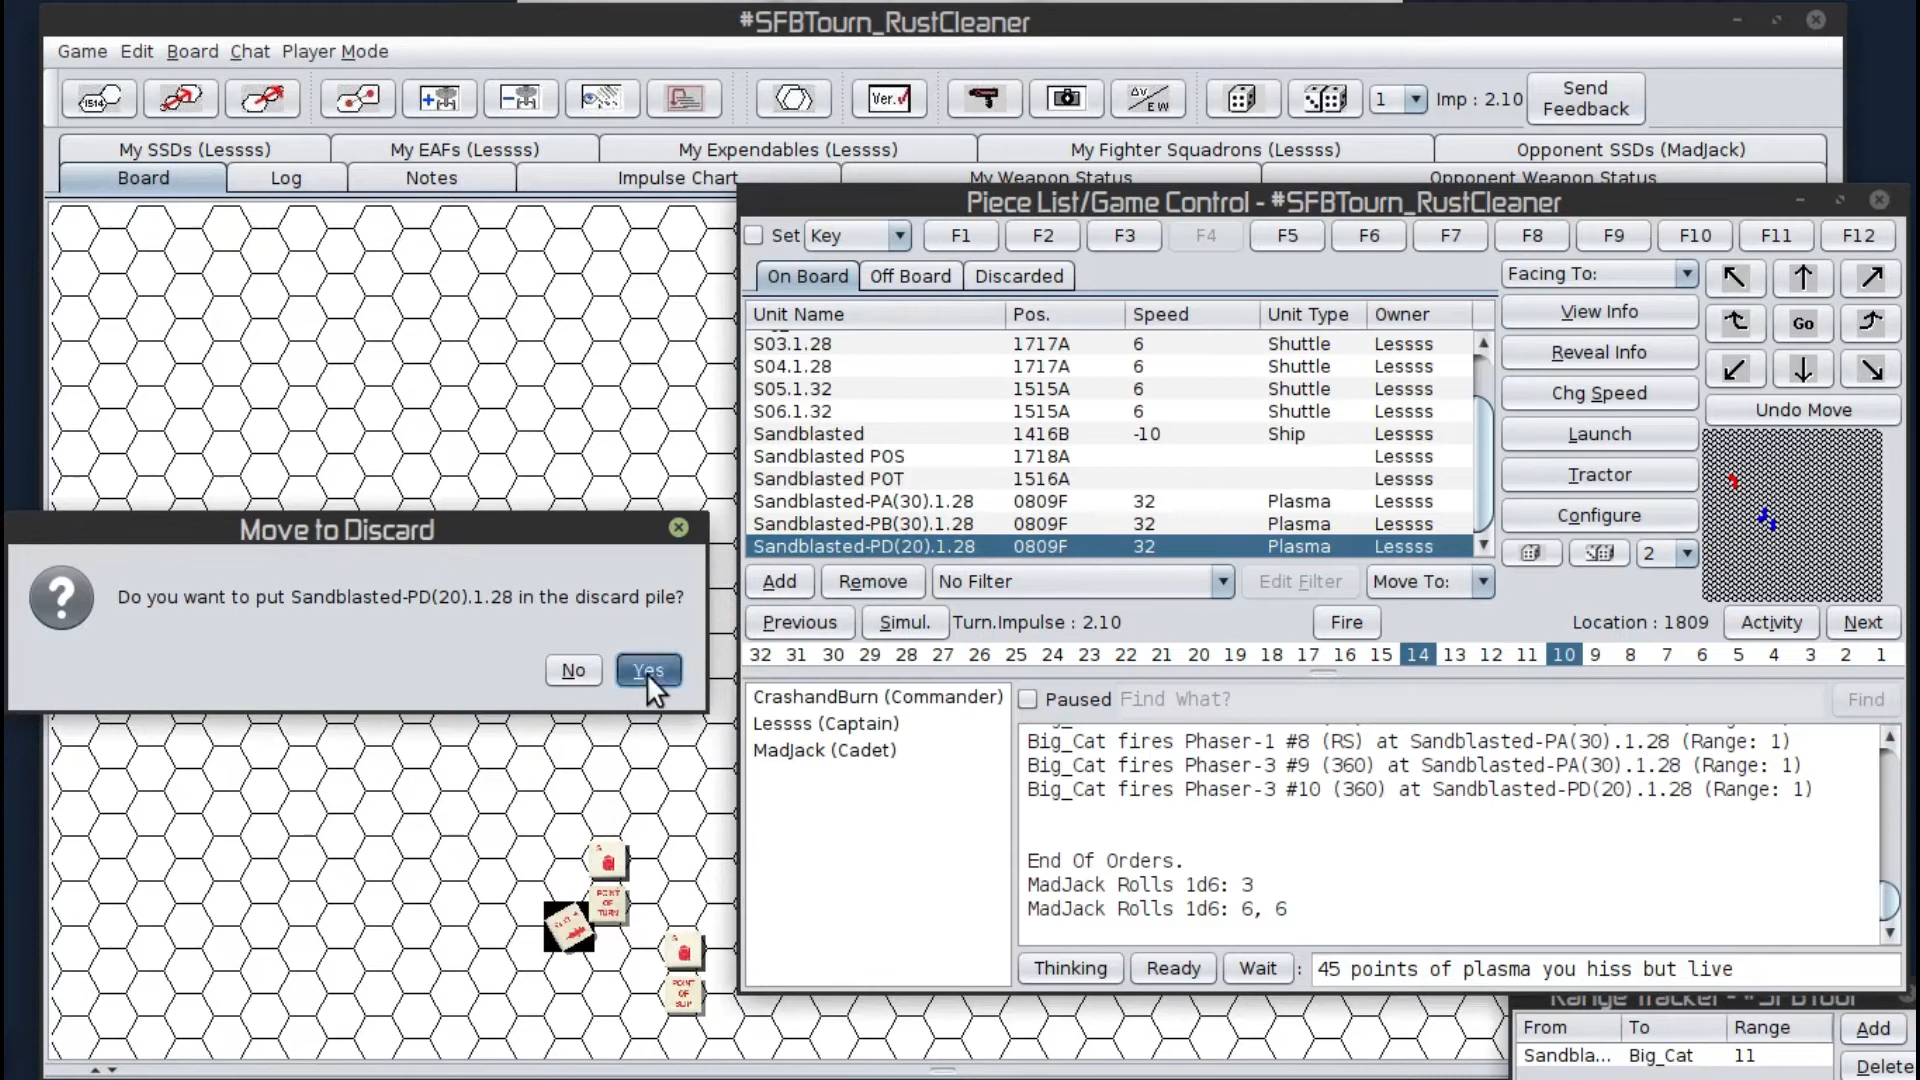 #SFBTourn_RustCleaner
Game Edit Board Chat Player Mode
1514 Ver. ΔV/EW 1 Imp : 2.10 Send Feedback
My SSDs (Lessss) My EAFs (Lessss) My Expendables (Lessss) My Fighter Squadrons (Lessss) Opponent SSDs (MadJack)
Board Log Notes Impulse Chart My Weapon Status Opponent Weapon Status
Piece List/Game Control - #SFBTourn_RustCleaner
Set Key F1 F2 F3 F4 F5 F6 F7 F8 F9 F10 F11 F12
On Board Off Board Discarded
Facing To:
Unit Name Pos. Speed Unit Type Owner
S03.1.28 1717A 6 Shuttle Lessss
S04.1.28 1717A 6 Shuttle Lessss
S05.1.32 1515A 6 Shuttle Lessss
S06.1.32 1515A 6 Shuttle Lessss
Sandblasted 1416B -10 Ship Lessss
Sandblasted POS 1718A Lessss
Sandblasted POT 1516A Lessss
Sandblasted-PA(30).1.28 0809F 32 Plasma Lessss
Sandblasted-PB(30).1.28 0809F 32 Plasma Lessss
Sandblasted-PD(20).1.28 0809F 32 Plasma Lessss
View Info
Reveal Info
Chg Speed
Launch
Tractor
Configure
2
Go
Undo Move
Add Remove No Filter Edit Filter Move To:
Previous Simul. Turn.Impulse : 2.10 Fire Location : 1809 Activity Next
32 31 30 29 28 27 26 25 24 23 22 21 20 19 18 17 16 15 14 13 12 11 10 9 8 7 6 5 4 3 2 1
CrashandBurn (Commander)
Lessss (Captain)
MadJack (Cadet)
Paused Find What? Find
Big_Cat fires Phaser-1 #8 (RS) at Sandblasted-PA(30).1.28 (Range: 1)
Big_Cat fires Phaser-3 #9 (360) at Sandblasted-PA(30).1.28 (Range: 1)
Big_Cat fires Phaser-3 #10 (360) at Sandblasted-PD(20).1.28 (Range: 1)
End Of Orders.
MadJack Rolls 1d6: 3
MadJack Rolls 1d6: 6, 6
Thinking Ready Wait : 45 points of plasma you hiss but live
Move to Discard
Do you want to put Sandblasted-PD(20).1.28 in the discard pile?
No Yes
POINT
OF
TURN
POINT
OF
SLIP
Range Tracker - #SFBTour
From To Range Add
Sandbla... Big_Cat 11 Delete